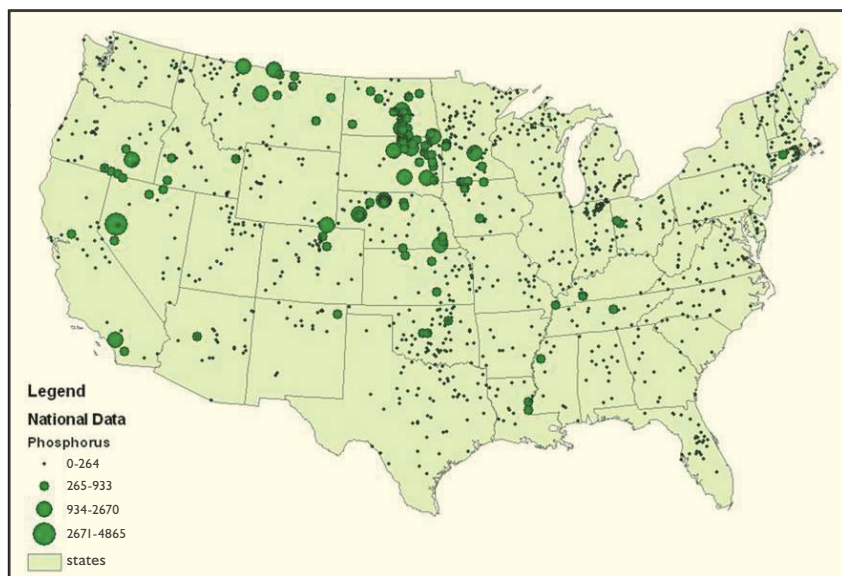 Legend
National Data
Phosphorus
0-264
265-933
934-2670
2671-4865
states